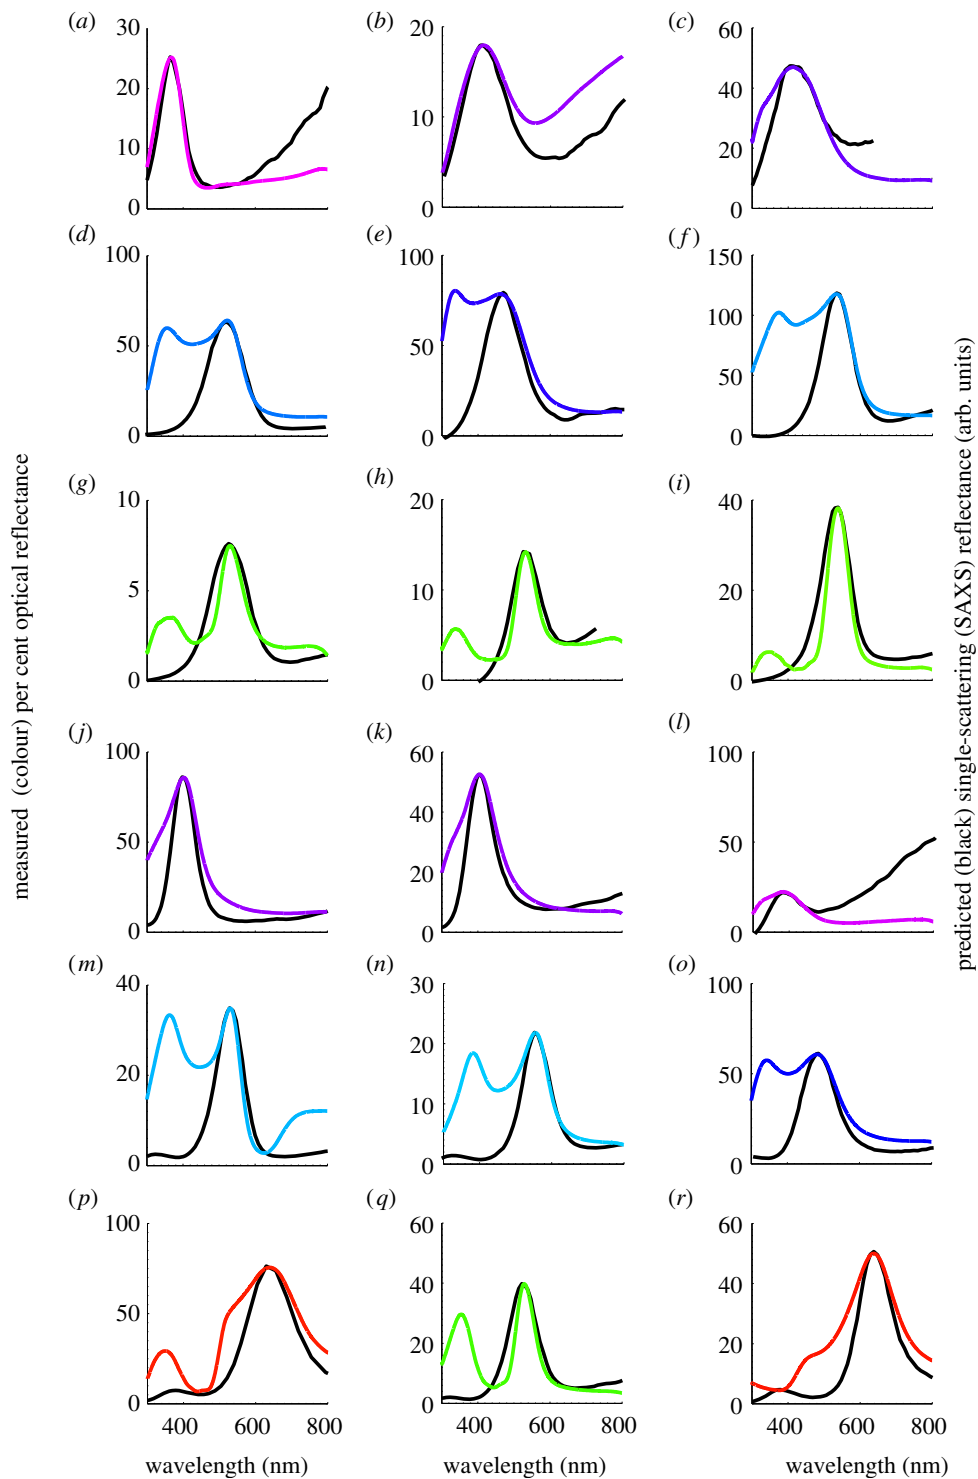 (a) (b) (c)
30 20 60
20 10 40
10 0 20
0 0
(d) (e) (f)
100 100 150
50 50 100
0 0 50
0
(g) (h) (i)
10 20 40
5 10 20
0 0 0
(j) (k) (l)
100 60 100
50 40 50
0 20 0
0
(m) (n) (o)
40 30 100
20 20 50
0 10 0
0
(p) (q) (r)
100 60 60
50 40 40
0 20 20
0 0
400 600 800 400 600 800 400 600 800
wavelength (nm) wavelength (nm) wavelength (nm)
measured (colour) per cent optical reflectance
predicted (black) single-scattering (SAXS) reflectance (arb. units)